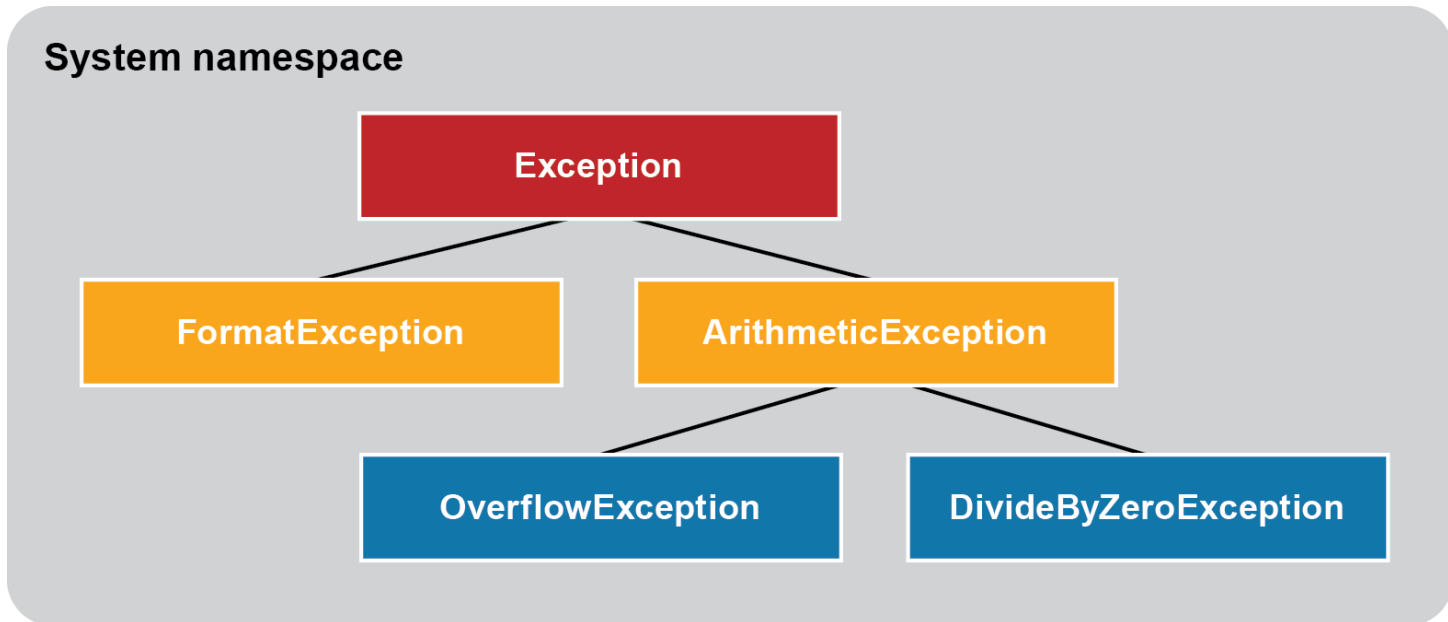 System namespace
Exception
FormatException
ArithmeticException
OverflowException
DivideByZeroException